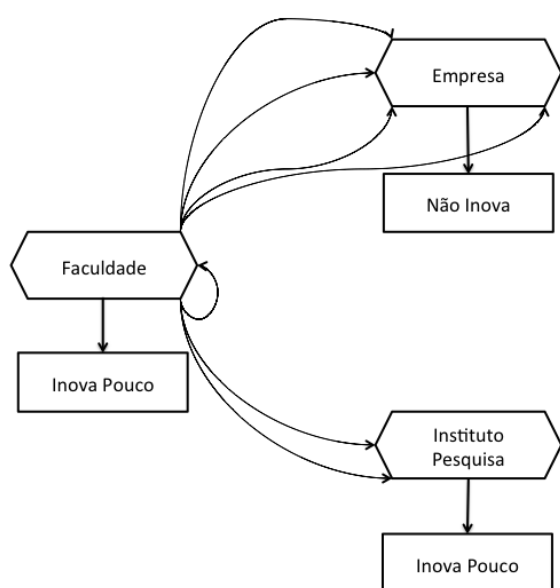 Empresa
Não Inova
Faculdade
Inova Pouco
Instituto
Pesquisa
Inova Pouco